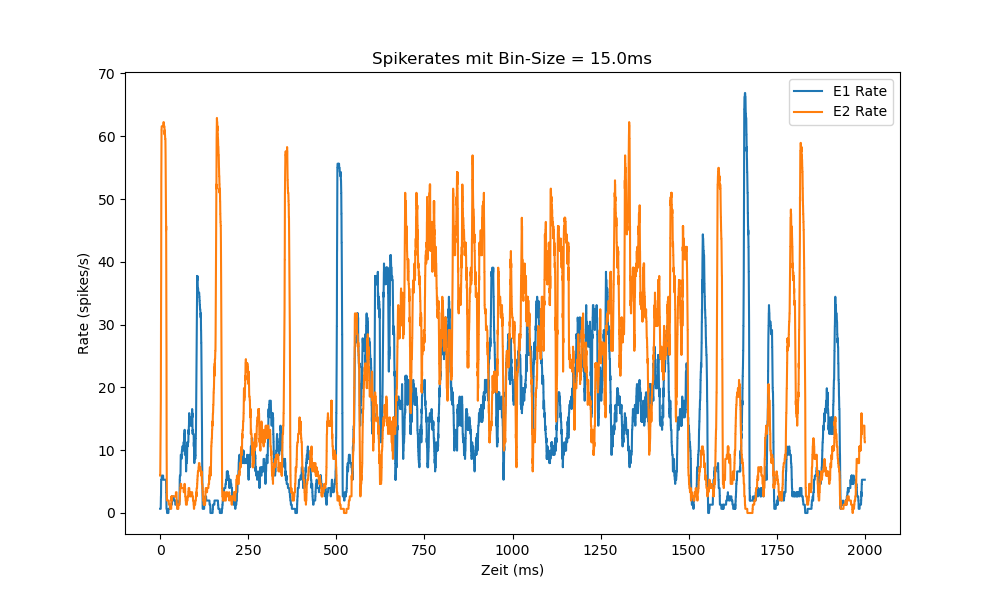 Spikerates mit Bin-Size = 15.0ms
E1 Rate
E2 Rate
Rate (spikes/s)
70
60
50
40
30
20
10
0
0 250 500 750 1000 1250 1500 1750 2000
Zeit (ms)